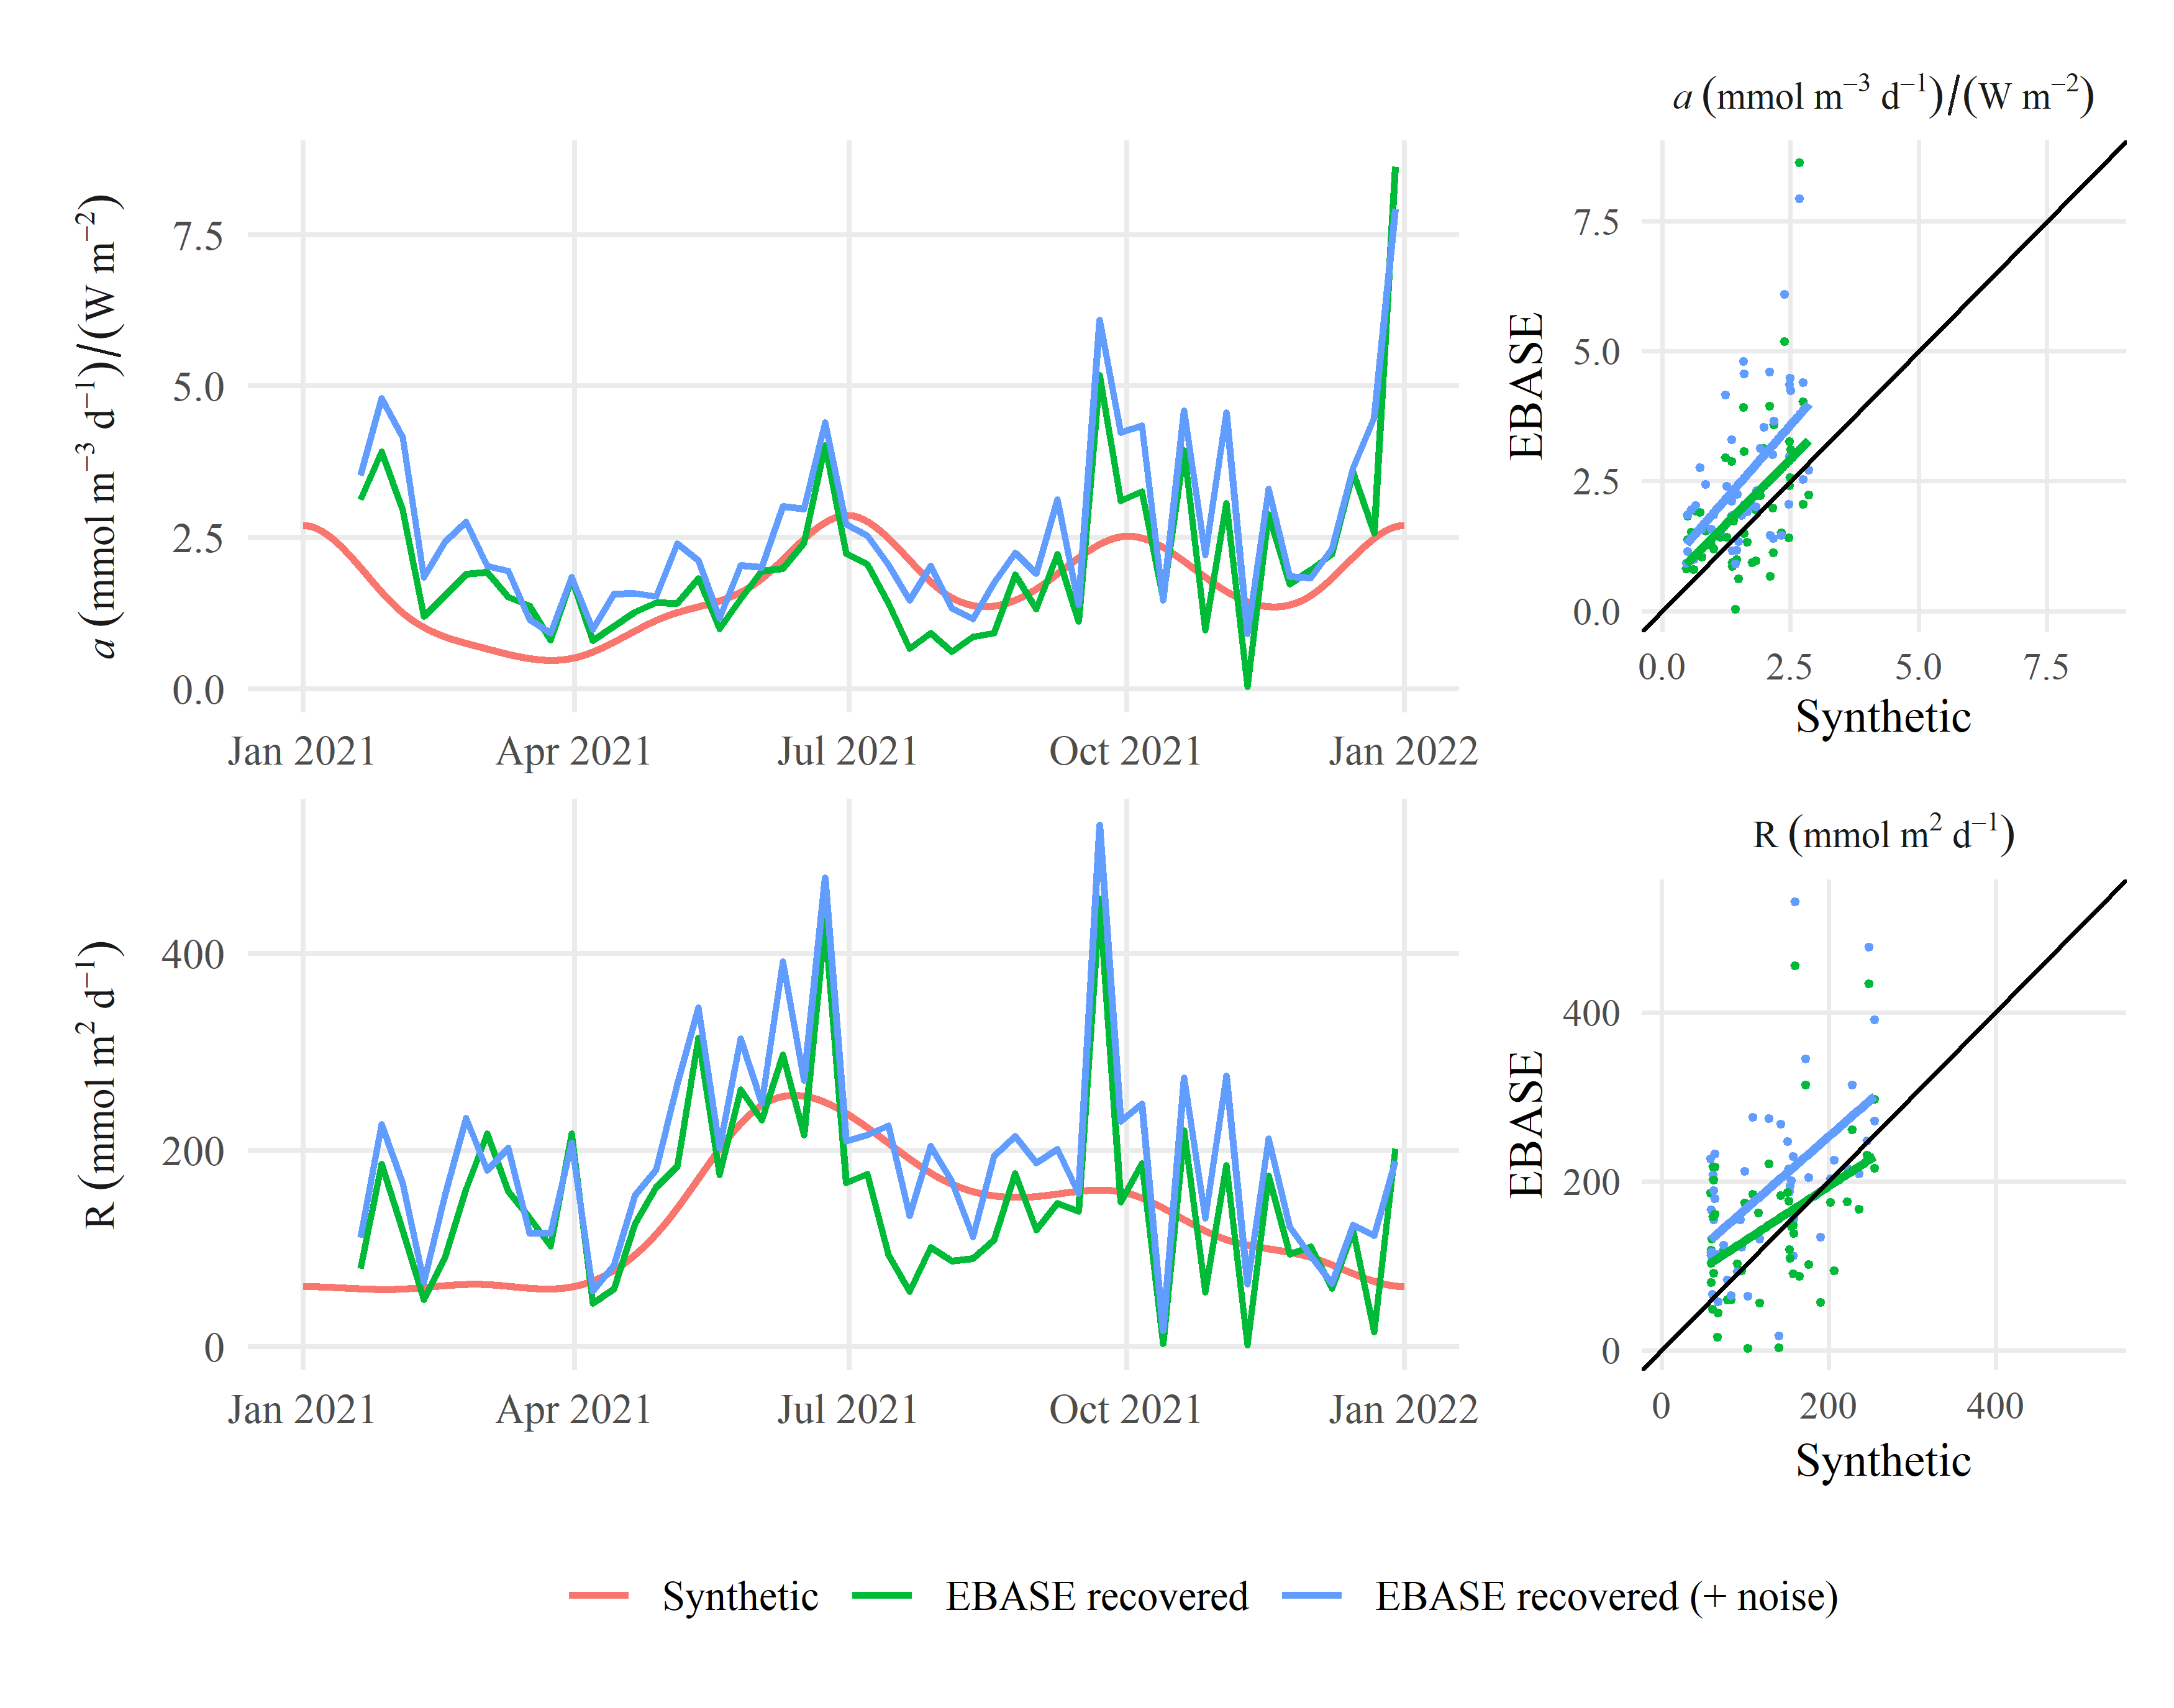 a (mmol m⁻³ d⁻¹)/(W m⁻²)
7.5
5.0
2.5
0.0
Jan 2021 Apr 2021 Jul 2021 Oct 2021 Jan 2022
a (mmol m⁻³ d⁻¹)/(W m⁻²)
EBASE
7.5
5.0
2.5
0.0
0.0 2.5 5.0 7.5
Synthetic
R (mmol m² d⁻¹)
400
200
0
Jan 2021 Apr 2021 Jul 2021 Oct 2021 Jan 2022
R (mmol m² d⁻¹)
EBASE
400
200
0
0 200 400
Synthetic
Synthetic EBASE recovered EBASE recovered (+ noise)